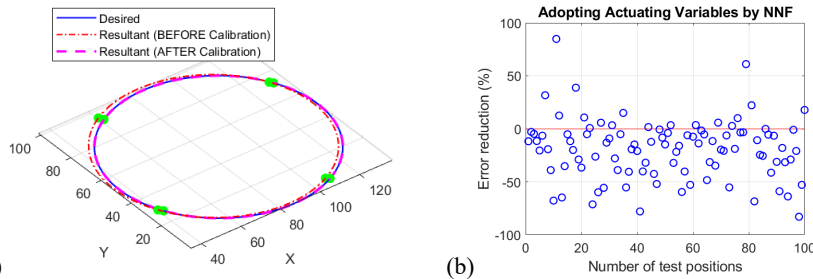 Desired
Resultant (BEFORE Calibration)
Resultant (AFTER Calibration)
100
80
60
40
20
Y
40
60
80
100
120
X
)
(b)
Adopting Actuating Variables by NNF
100
50
0
-50
-100
Error reduction (%)
0
20
40
60
80
100
Number of test positions